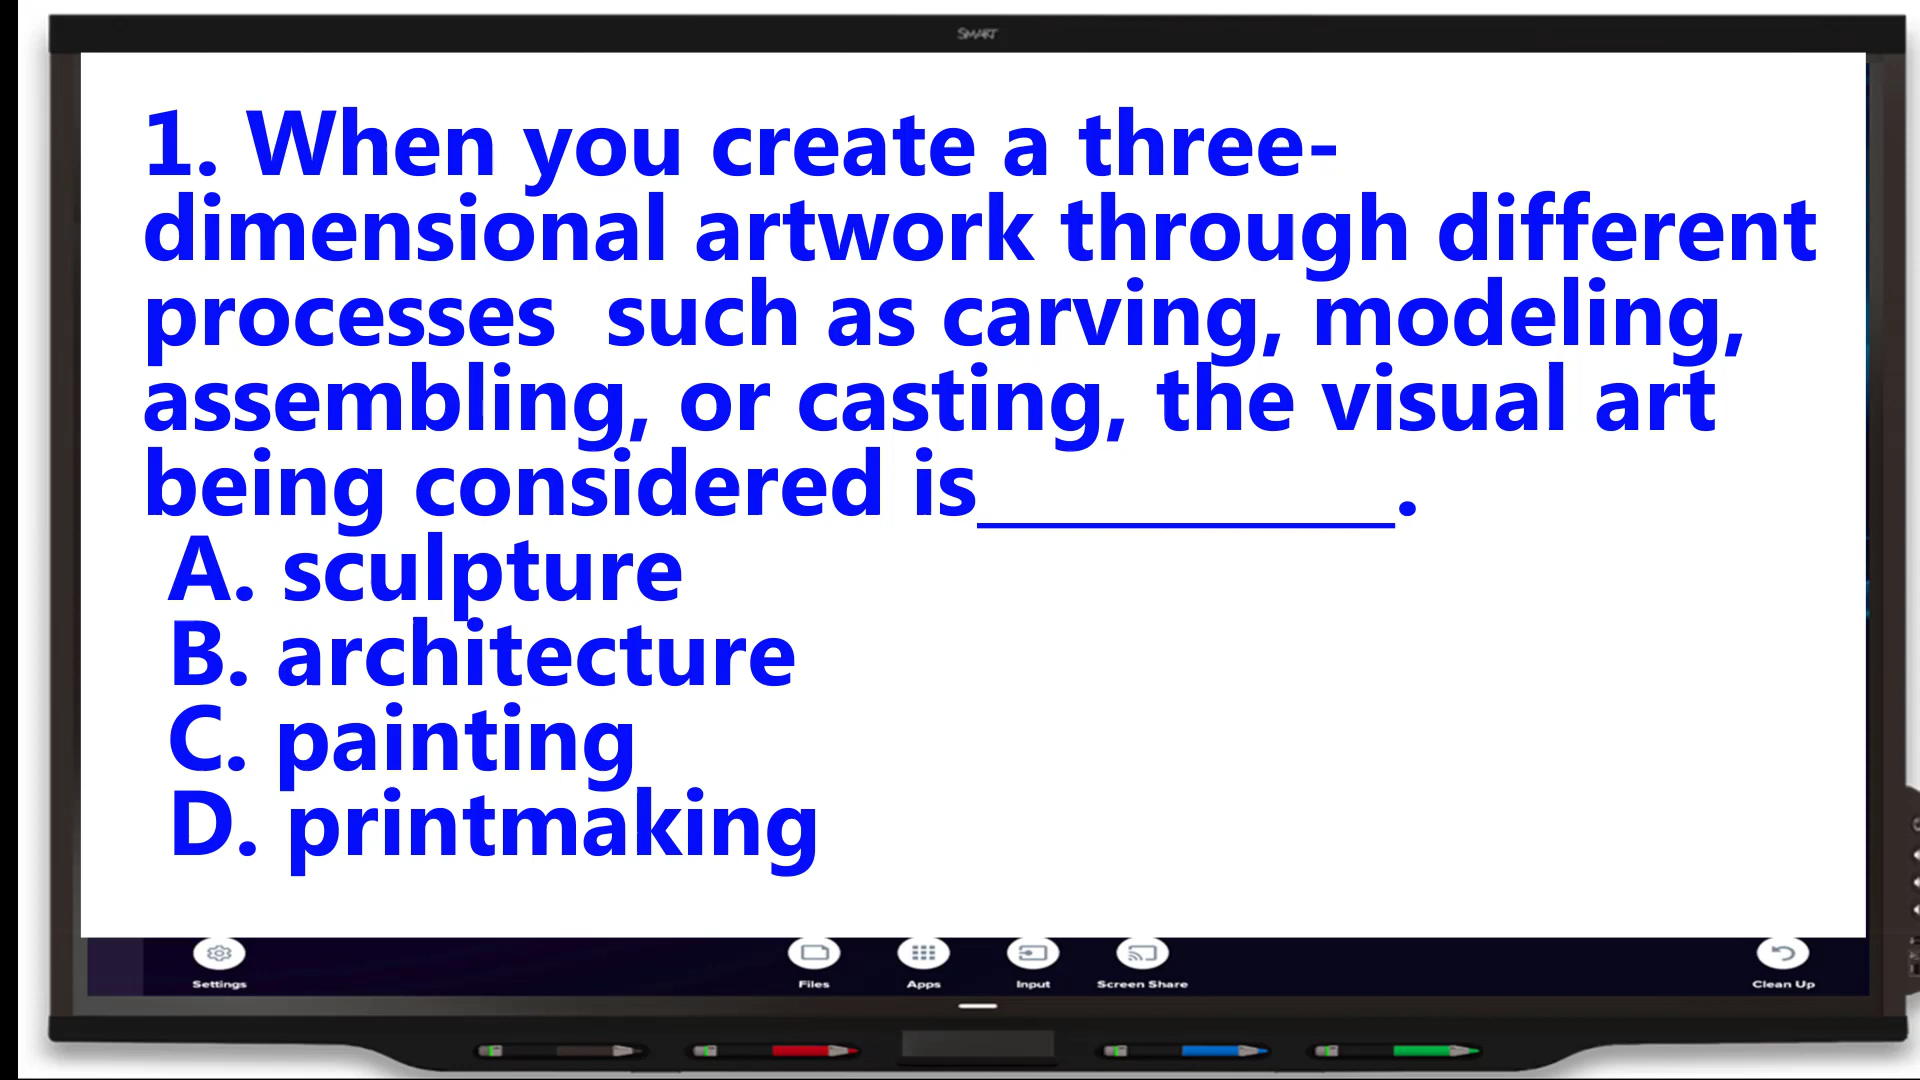 SMART
1. When you create a three-
dimensional artwork through different
processes  such as carving, modeling,
assembling, or casting, the visual art
being considered is__________.
A. sculpture
B. architecture
C. painting
D. printmaking
Settings
Files
Apps
Input
Screen Share
Clean Up